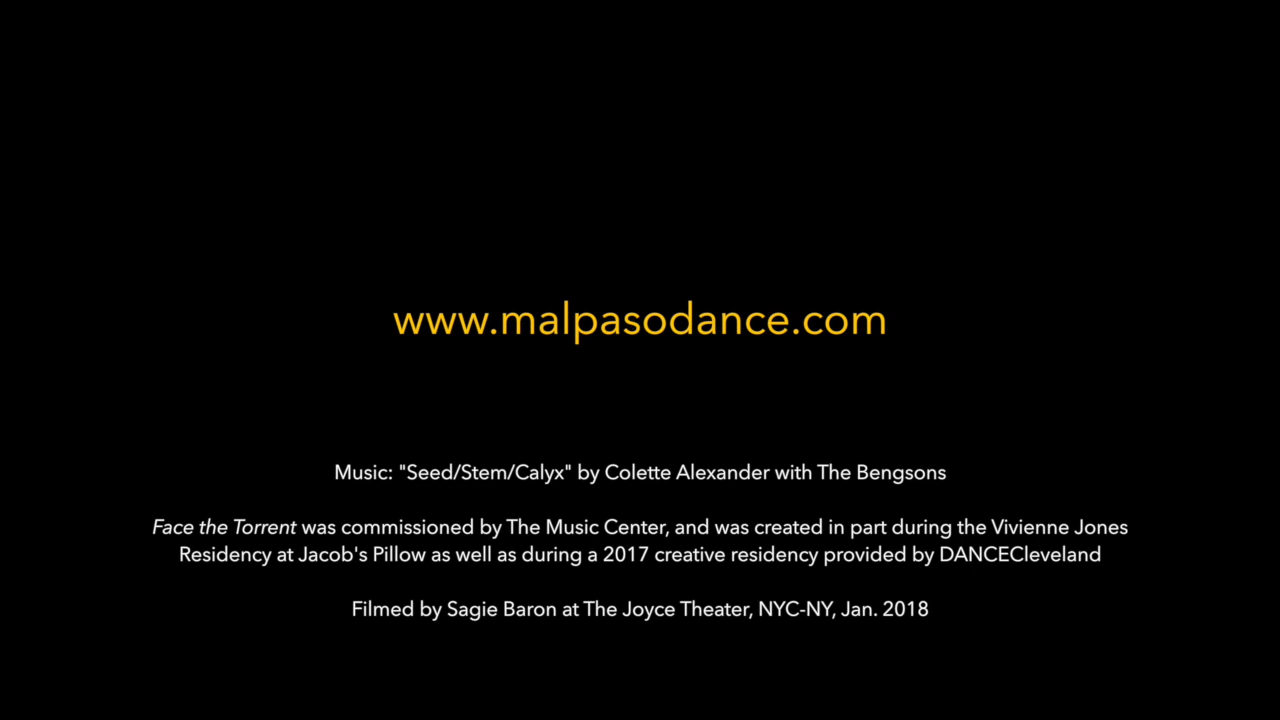 www.malpasodance.com
Music: "Seed/Stem/Calyx" by Colette Alexander with The Bengsons
Face the Torrent was commissioned by The Music Center, and was created in part during the Vivienne Jones
Residency at Jacob's Pillow as well as during a 2017 creative residency provided by DANCECleveland
Filmed by Sagie Baron at The Joyce Theater, NYC-NY, Jan. 2018